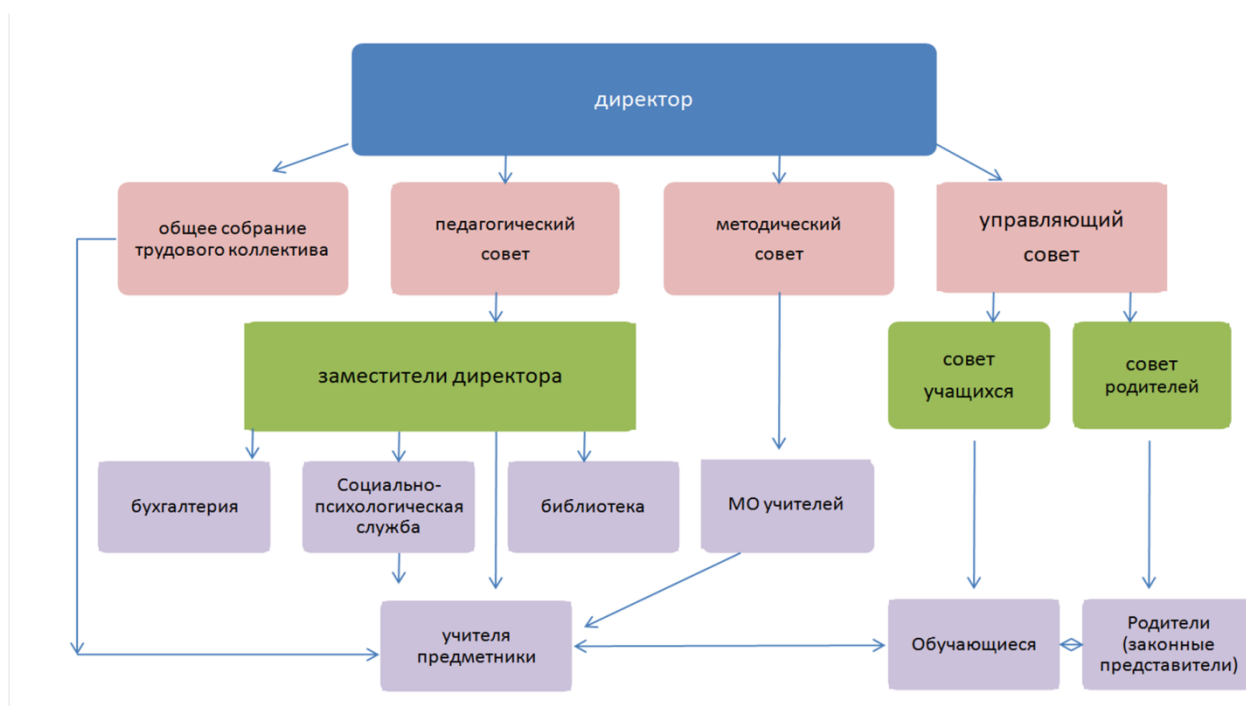 директор
общее собрание
трудового коллектива
педагогический
совет
методический
совет
управляющий
совет
заместители директора
совет
учащихся
совет
родителей
бухгалтерия
Социально-
психологическая
служба
библиотека
МО учителей
учителя
предметники
Обучающиеся
Родители
(законные
представители)